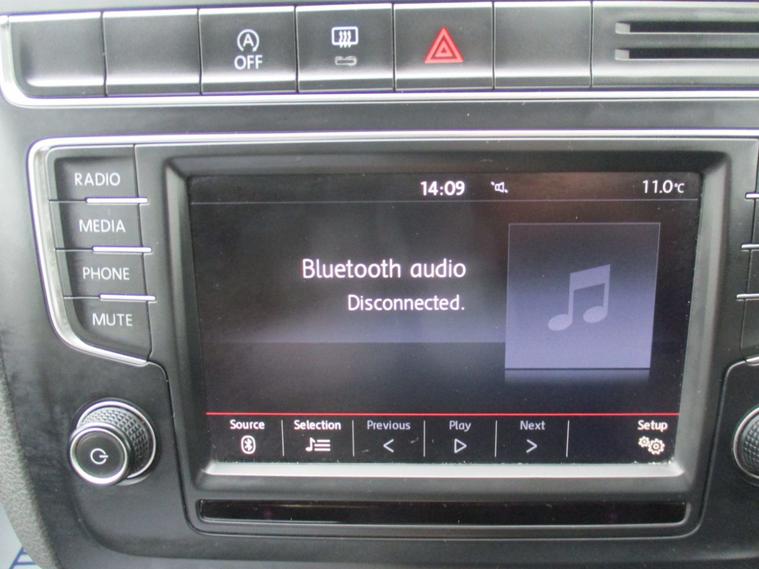 A
OFF
RADIO
MEDIA
PHONE
MUTE
14:09 11.0°C
Bluetooth audio
Disconnected.
Source Selection Previous Play Next Setup